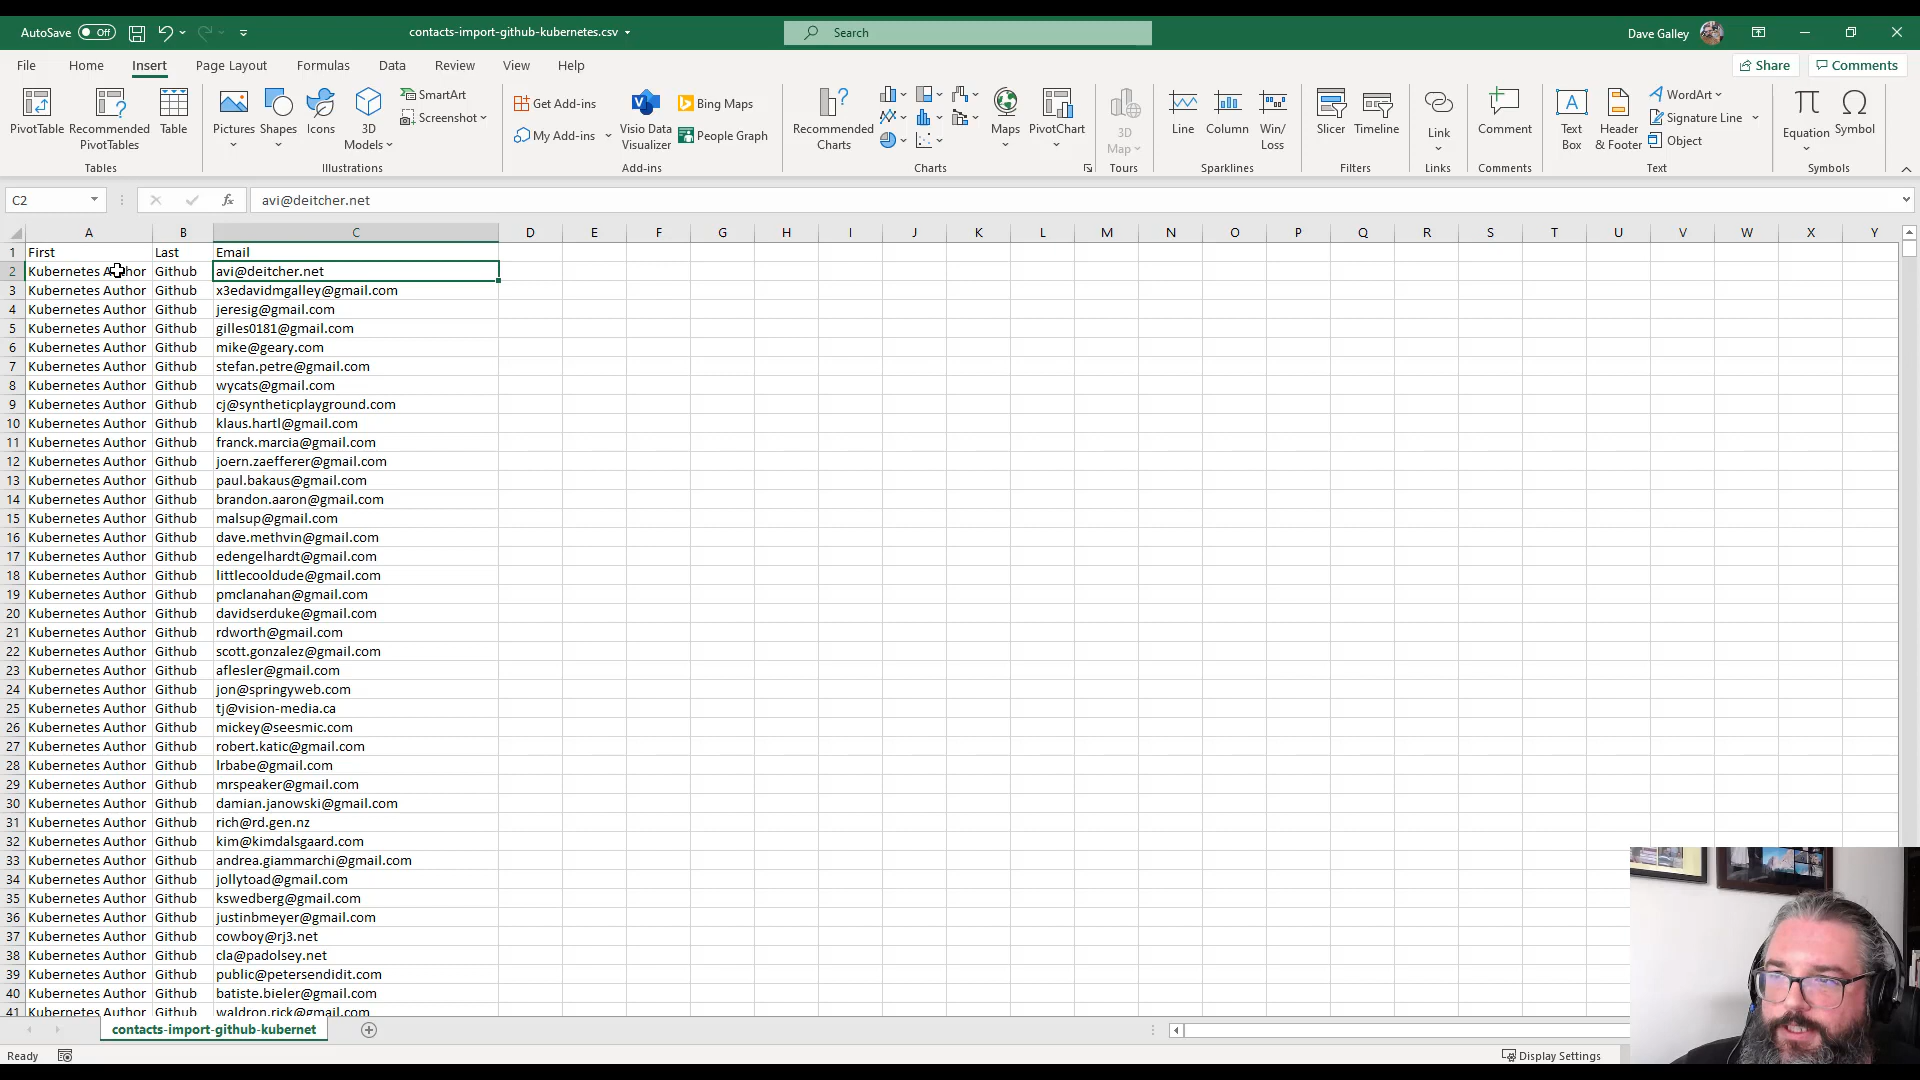 AutoSave Off contacts-import-github-kubernetes.csv Search Dave Galley
File Home Insert Page Layout Formulas Data Review View Help Share Comments
PivotTable Recommended PivotTables Table Pictures Shapes Icons 3D Models SmartArt Screenshot Get Add-ins My Add-ins Visio Data Visualizer Bing Maps People Graph Recommended Charts Maps PivotChart 3D Map Line Column Win/Loss Slicer Timeline Link Comment Text Box Header & Footer WordArt Signature Line Object Equation Symbol
Tables Illustrations Add-ins Charts Tours Sparklines Filters Links Comments Text Symbols
C2 fx avi@deitcher.net
A B C D E F G H I J K L M N O P Q R S T U V W X Y
1 First Last Email
2 Kubernetes Author Github avi@deitcher.net
3 Kubernetes Author Github x3edavidmgalley@gmail.com
4 Kubernetes Author Github jeresig@gmail.com
5 Kubernetes Author Github gilles0181@gmail.com
6 Kubernetes Author Github mike@geary.com
7 Kubernetes Author Github stefan.petre@gmail.com
8 Kubernetes Author Github wycats@gmail.com
9 Kubernetes Author Github cj@syntheticplayground.com
10 Kubernetes Author Github klaus.hartl@gmail.com
11 Kubernetes Author Github franck.marcia@gmail.com
12 Kubernetes Author Github joern.zaefferer@gmail.com
13 Kubernetes Author Github paul.bakaus@gmail.com
14 Kubernetes Author Github brandon.aaron@gmail.com
15 Kubernetes Author Github malsup@gmail.com
16 Kubernetes Author Github dave.methvin@gmail.com
17 Kubernetes Author Github edengelhardt@gmail.com
18 Kubernetes Author Github littlecooldude@gmail.com
19 Kubernetes Author Github pmclanahan@gmail.com
20 Kubernetes Author Github davidserduke@gmail.com
21 Kubernetes Author Github rdworth@gmail.com
22 Kubernetes Author Github scott.gonzalez@gmail.com
23 Kubernetes Author Github aflesler@gmail.com
24 Kubernetes Author Github jon@springyweb.com
25 Kubernetes Author Github tj@vision-media.ca
26 Kubernetes Author Github mickey@seesmic.com
27 Kubernetes Author Github robert.katic@gmail.com
28 Kubernetes Author Github lrbabe@gmail.com
29 Kubernetes Author Github mrspeaker@gmail.com
30 Kubernetes Author Github damian.janowski@gmail.com
31 Kubernetes Author Github rich@rd.gen.nz
32 Kubernetes Author Github kim@kimdalsgaard.com
33 Kubernetes Author Github andrea.giammarchi@gmail.com
34 Kubernetes Author Github jollytoad@gmail.com
35 Kubernetes Author Github kswedberg@gmail.com
36 Kubernetes Author Github justinbmeyer@gmail.com
37 Kubernetes Author Github cowboy@rj3.net
38 Kubernetes Author Github cla@padolsey.net
39 Kubernetes Author Github public@petersendidit.com
40 Kubernetes Author Github batiste.bieler@gmail.com
41 Kubernetes Author Github waldron.rick@gmail.com
contacts-import-github-kubernet
Ready Display Settings